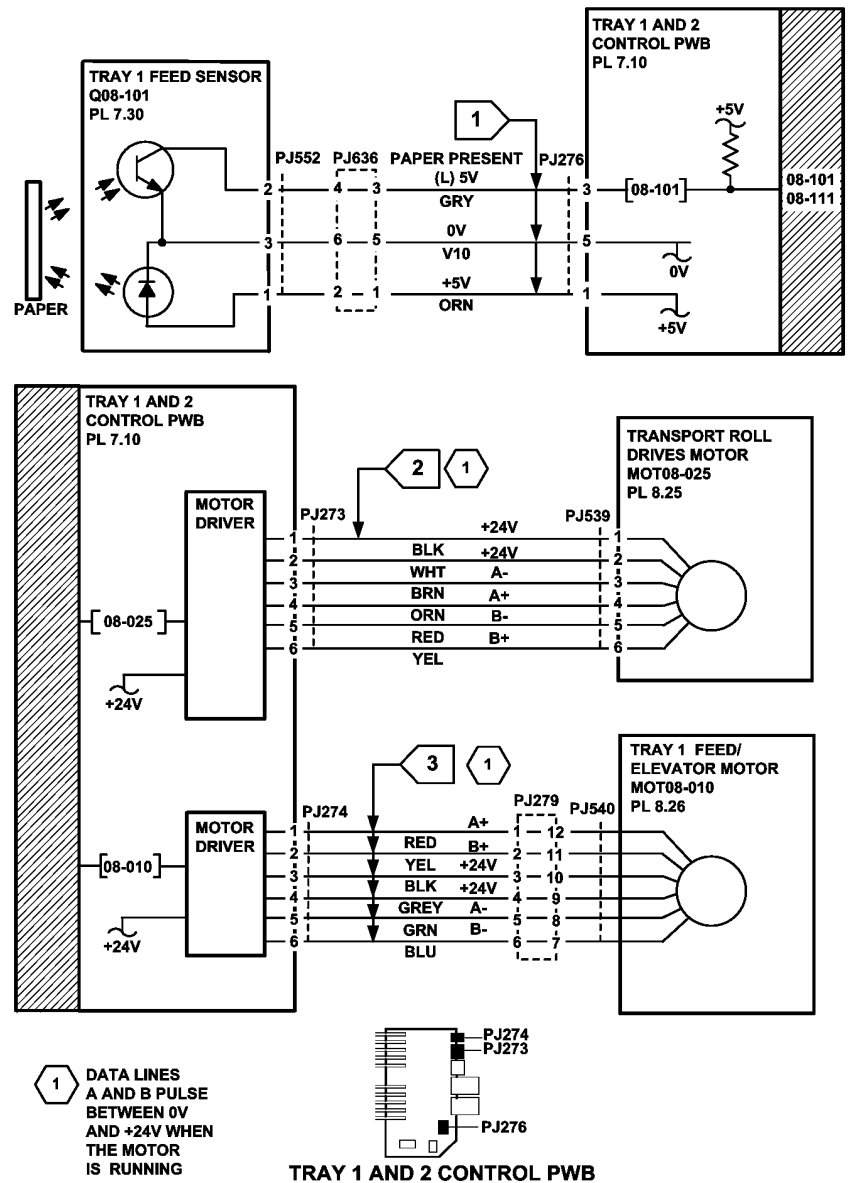 TRAY 1 FEED SENSOR
Q08-101
PL 7.30
PAPER
PJ552
PJ636
PAPER PRESENT
PJ276
1
2
4
3
(L) 5V
3
GRY
3
6
5
0V
5
V10
1
2
1
+5V
1
ORN
TRAY 1 AND 2
CONTROL PWB
PL 7.10
+5V
[08-101]
08-101
08-111
0V
+5V
TRAY 1 AND 2
CONTROL PWB
PL 7.10
MOTOR
DRIVER
08-025
+24V
PJ273
2
1
PJ539
1
+24V
1
BLK
2
+24V
2
WHT
3
A-
3
BRN
4
A+
4
ORN
5
B-
5
RED
6
B+
6
YEL
TRANSPORT ROLL
DRIVES MOTOR
MOT08-025
PL 8.25
MOTOR
DRIVER
08-010
+24V
PJ274
3
1
PJ279
PJ540
1
A+
1
12
RED
2
B+
2
11
YEL
3
+24V
3
10
BLK
4
+24V
4
9
GREY
5
A-
5
8
GRN
6
B-
6
7
BLU
TRAY 1 FEED/
ELEVATOR MOTOR
MOT08-010
PL 8.26
1
DATA LINES
A AND B PULSE
BETWEEN 0V
AND +24V WHEN
THE MOTOR
IS RUNNING
PJ274
PJ273
PJ276
TRAY 1 AND 2 CONTROL PWB